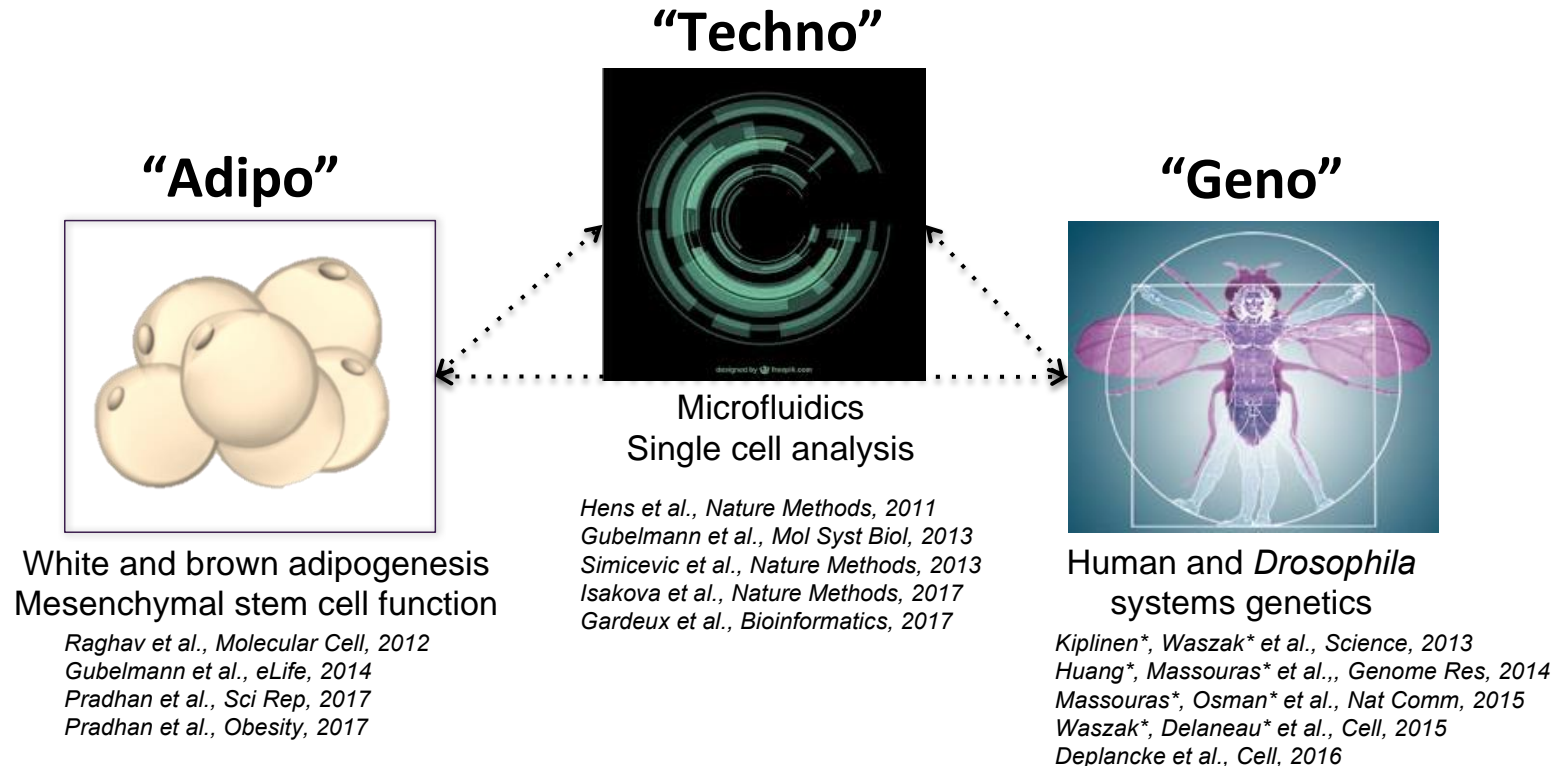 “Techno”
“Adipo”
“Geno”
designed by freepik.com
Microfluidics
Single cell analysis
Hens et al., Nature Methods, 2011
Gubelmann et al., Mol Syst Biol, 2013
Simicevic et al., Nature Methods, 2013
Isakova et al., Nature Methods, 2017
Gardeux et al., Bioinformatics, 2017
White and brown adipogenesis
Mesenchymal stem cell function
Raghav et al., Molecular Cell, 2012
Gubelmann et al., eLife, 2014
Pradhan et al., Sci Rep, 2017
Pradhan et al., Obesity, 2017
Human and Drosophila
systems genetics
Kiplinen*, Waszak* et al., Science, 2013
Huang*, Massouras* et al.,, Genome Res, 2014
Massouras*, Osman* et al., Nat Comm, 2015
Waszak*, Delaneau* et al., Cell, 2015
Deplancke et al., Cell, 2016